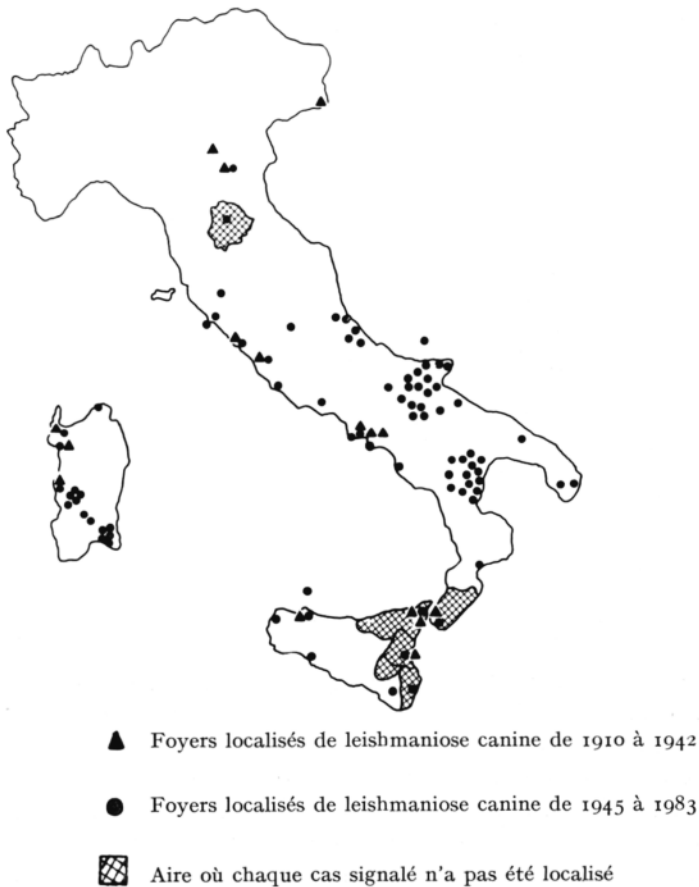 Foyers localisés de leishmaniose canine de 1910 à 1942
Foyers localisés de leishmaniose canine de 1945 à 1983
Aire où chaque cas signalé n'a pas été localisé